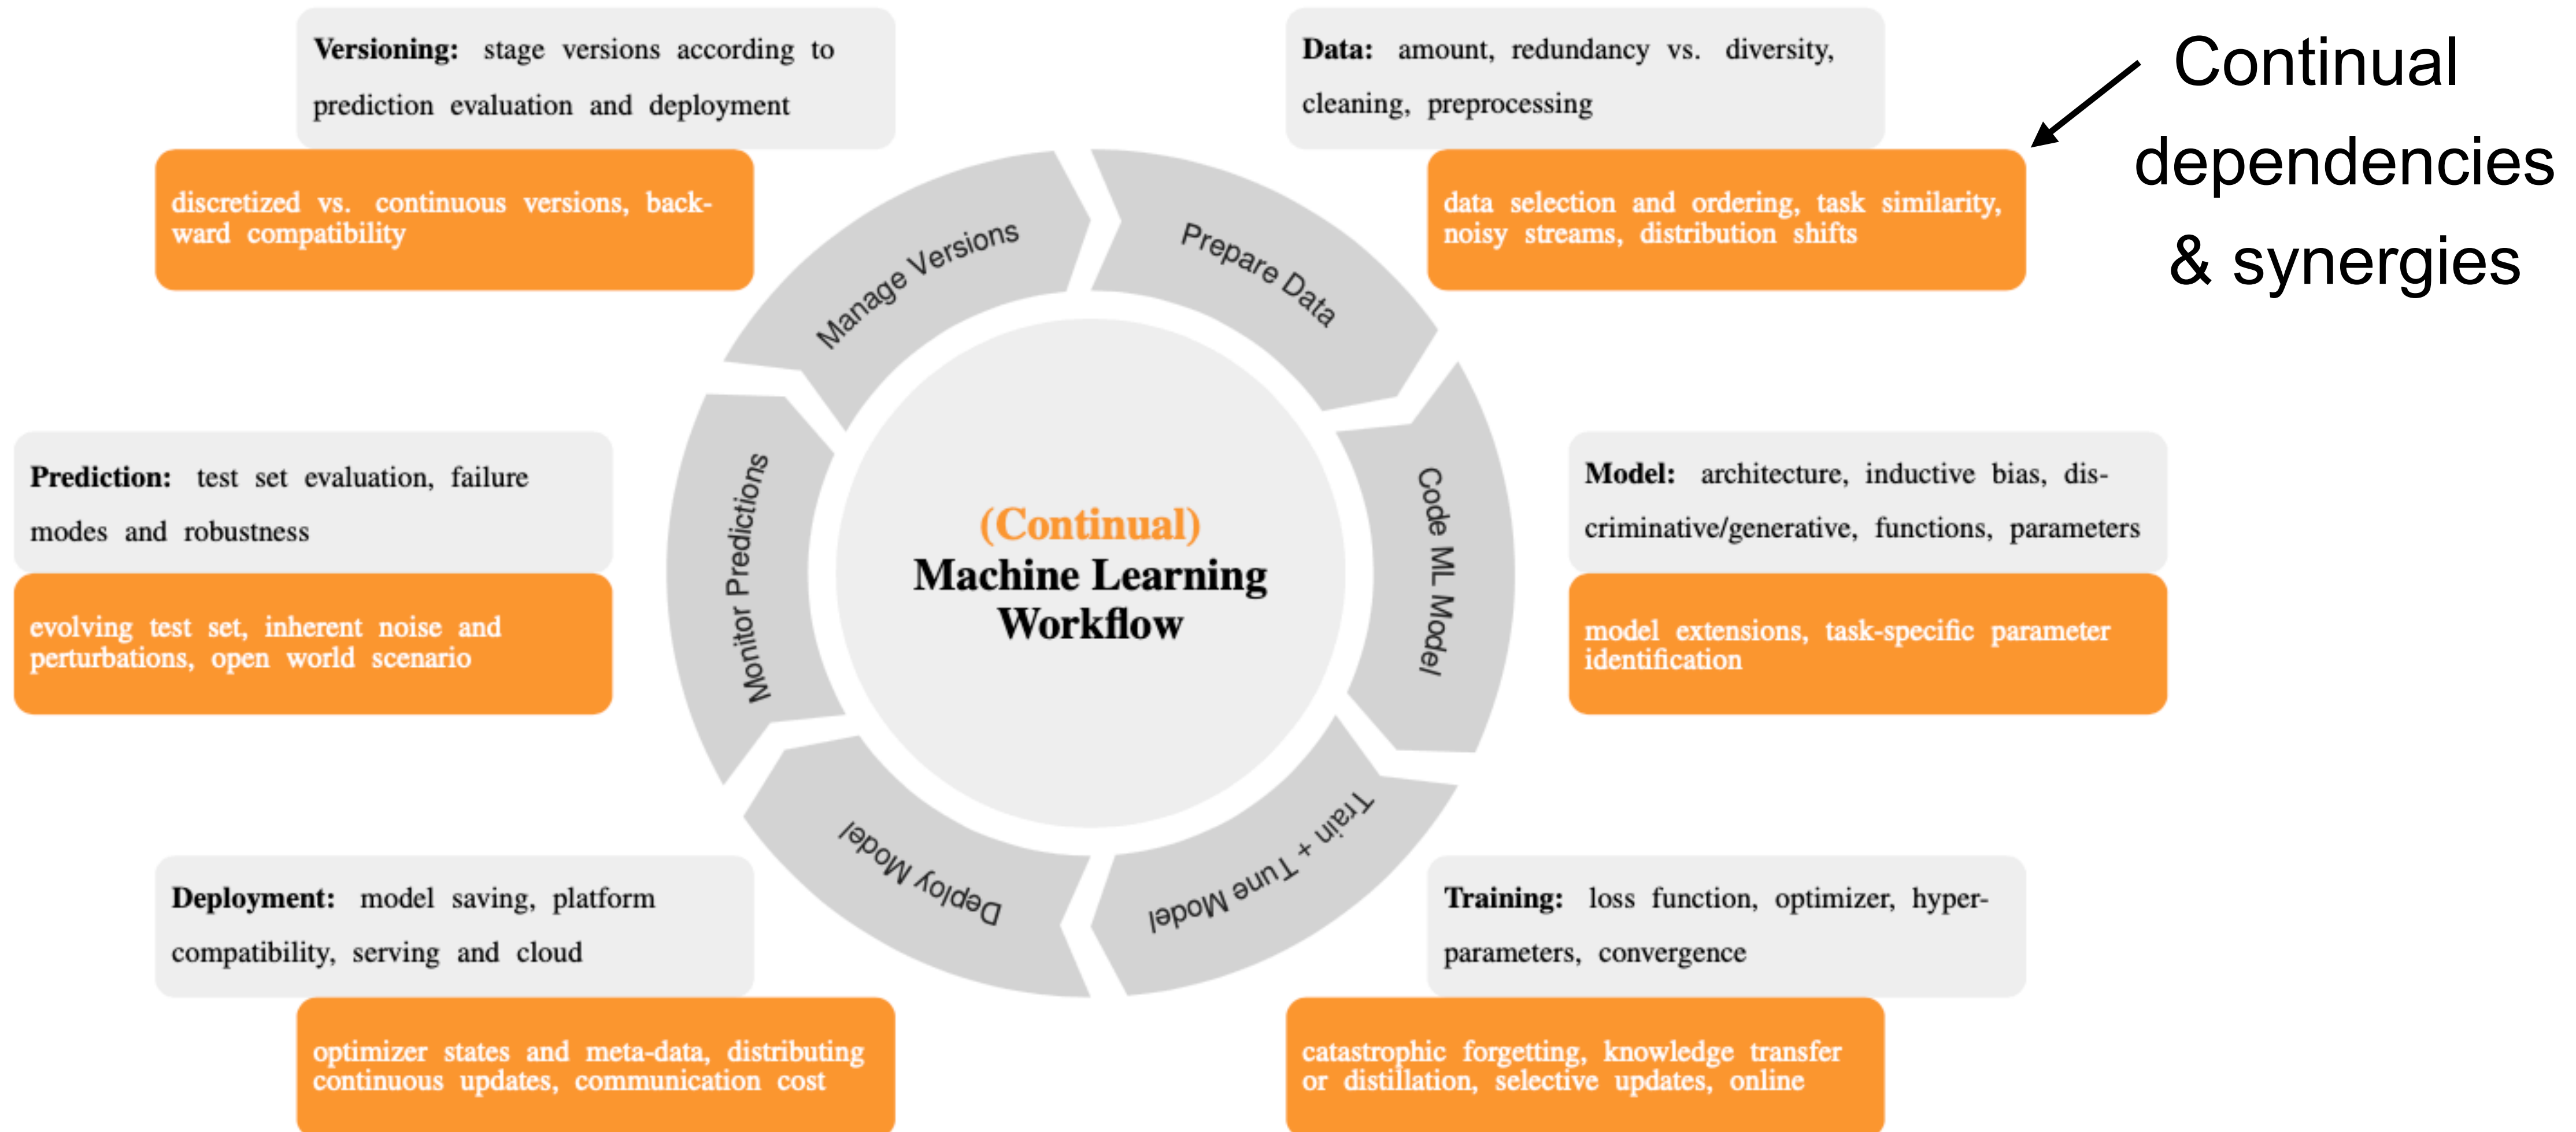 Versioning: stage versions according to
prediction evaluation and deployment
discretized vs. continuous versions, back-
ward compatibility
Data: amount, redundancy vs. diversity,
cleaning, preprocessing
data selection and ordering, task similarity,
noisy streams, distribution shifts
Continual
dependencies
& synergies
Manage Versions
Prepare Data
Prediction: test set evaluation, failure
modes and robustness
evolving test set, inherent noise and
perturbations, open world scenario
Monitor Predictions
(Continual)
Machine Learning
Workflow
Code ML Model
Model: architecture, inductive bias, dis-
criminative/generative, functions, parameters
model extensions, task-specific parameter
identification
Deployment: model saving, platform
compatibility, serving and cloud
optimizer states and meta-data, distributing
continuous updates, communication cost
Deploy Model
Train + Tune Model
Training: loss function, optimizer, hyper-
parameters, convergence
catastrophic forgetting, knowledge transfer
or distillation, selective updates, online